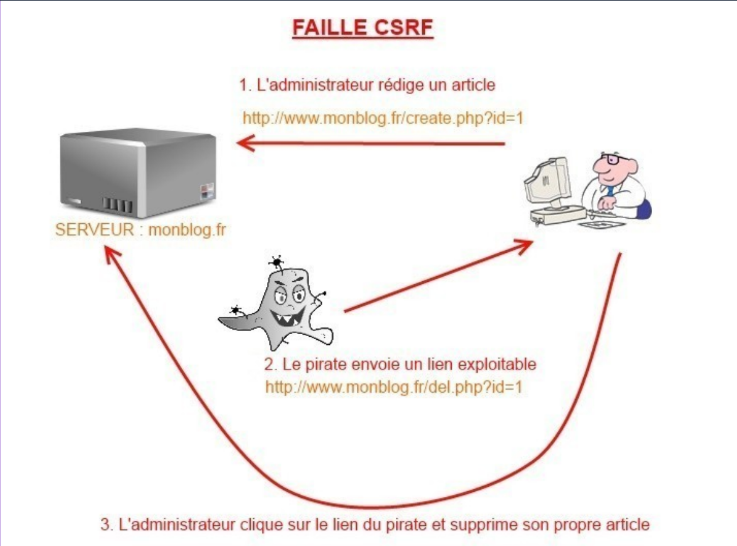 FAILLE CSRF
1. L'administrateur rédige un article
http://www.monblog.fr/create.php?id=1
SERVEUR : monblog.fr
2. Le pirate envoie un lien exploitable
http://www.monblog.fr/del.php?id=1
3. L'administrateur clique sur le lien du pirate et supprime son propre article